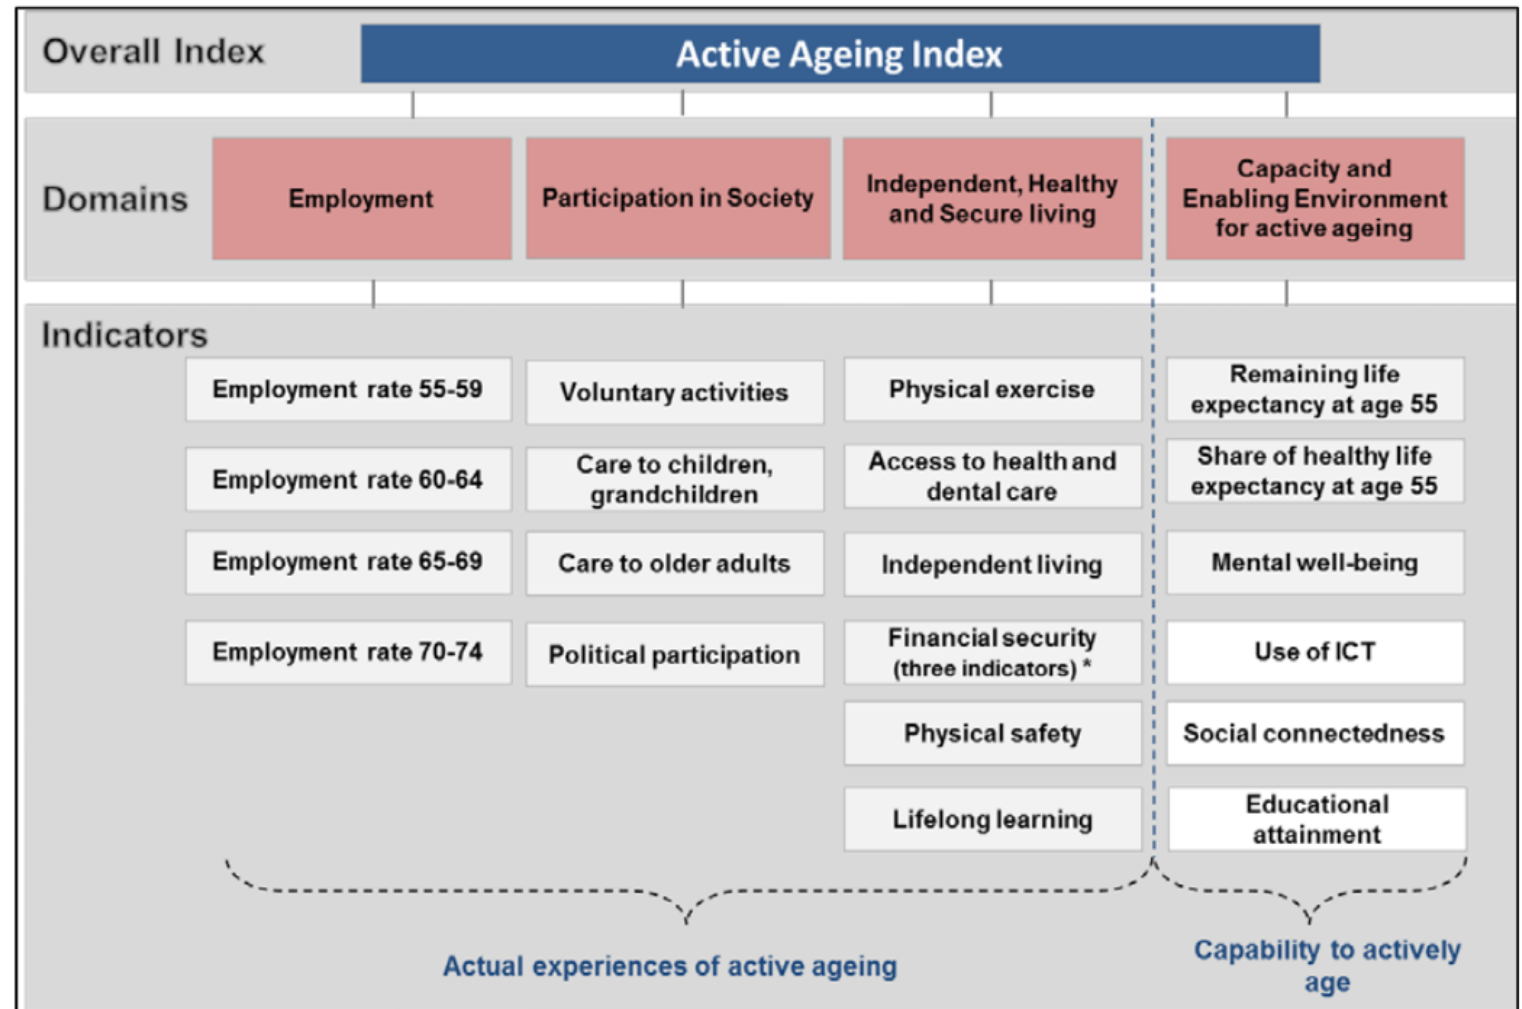 Overall Index
Active Ageing Index
Domains
Employment
Participation in Society
Independent, Healthy
and Secure living
Capacity and
Enabling Environment
for active ageing
Indicators
Employment rate 55-59
Voluntary activities
Physical exercise
Remaining life
expectancy at age 55
Employment rate 60-64
Care to children,
grandchildren
Access to health and
dental care
Share of healthy life
expectancy at age 55
Employment rate 65-69
Care to older adults
Independent living
Mental well-being
Employment rate 70-74
Political participation
Financial security
(three indicators) *
Use of ICT
Physical safety
Social connectedness
Lifelong learning
Educational
attainment
Actual experiences of active ageing
Capability to actively
age